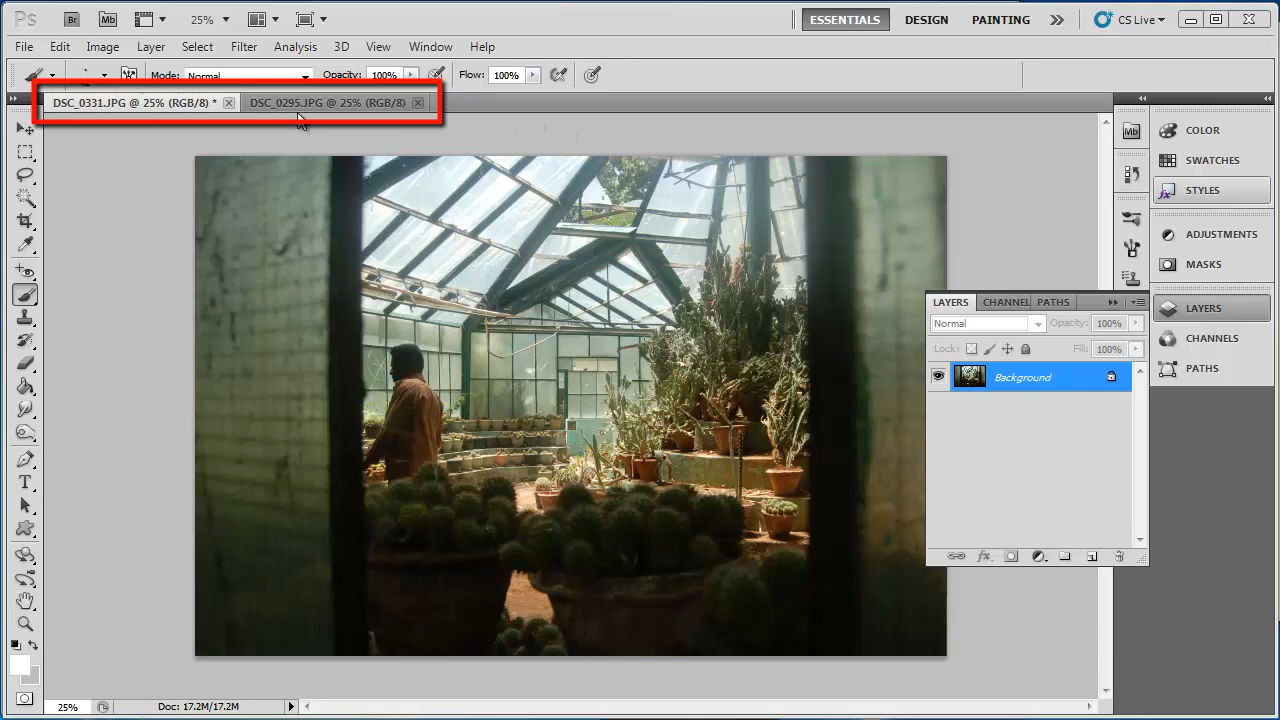 Ps Br Mb 25% ESSENTIALS DESIGN PAINTING CS Live
File Edit Image Layer Select Filter Analysis 3D View Window Help
Mode: Normal Opacity: 100% Flow: 100%
DSC_0331.JPG @ 25% (RGB/8) * DSC_0295.JPG @ 25% (RGB/8)
Mb COLOR
SWATCHES
STYLES
ADJUSTMENTS
MASKS
LAYERS CHANNEL PATHS
Normal Opacity: 100%
Lock: Fill: 100%
Background
LAYERS
CHANNELS
PATHS
25% Doc: 17.2M/17.2M